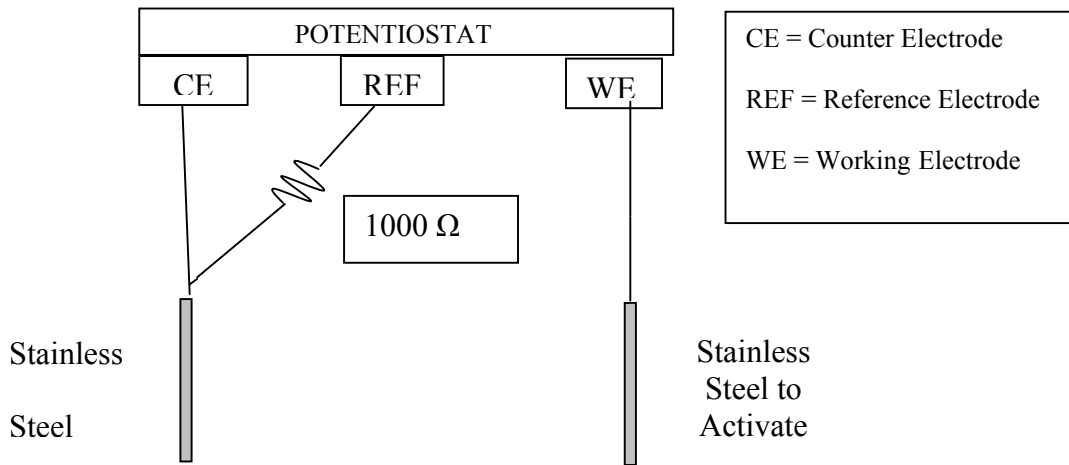 POTENTIOSTAT
CE
REF
WE
CE = Counter Electrode
REF = Reference Electrode
WE = Working Electrode
1000 Ω
Stainless
Steel
Stainless
Steel to
Activate